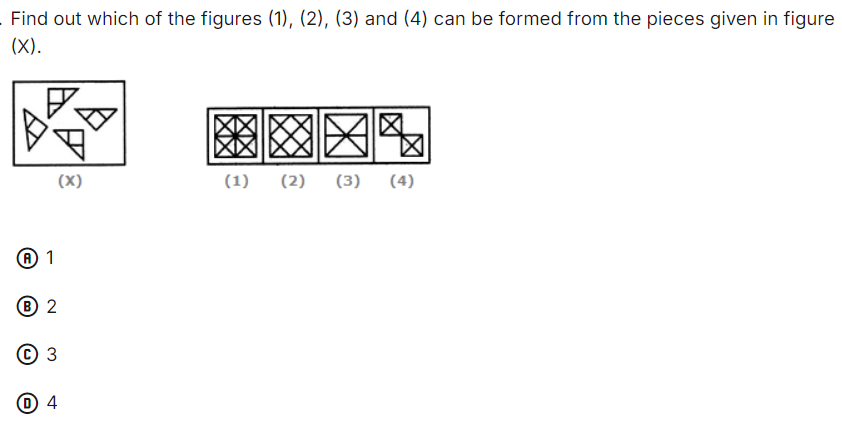 . Find out which of the figures (1), (2), (3) and (4) can be formed from the pieces given in figure
(X).
(X) (1) (2) (3) (4)
A 1
B 2
C 3
D 4